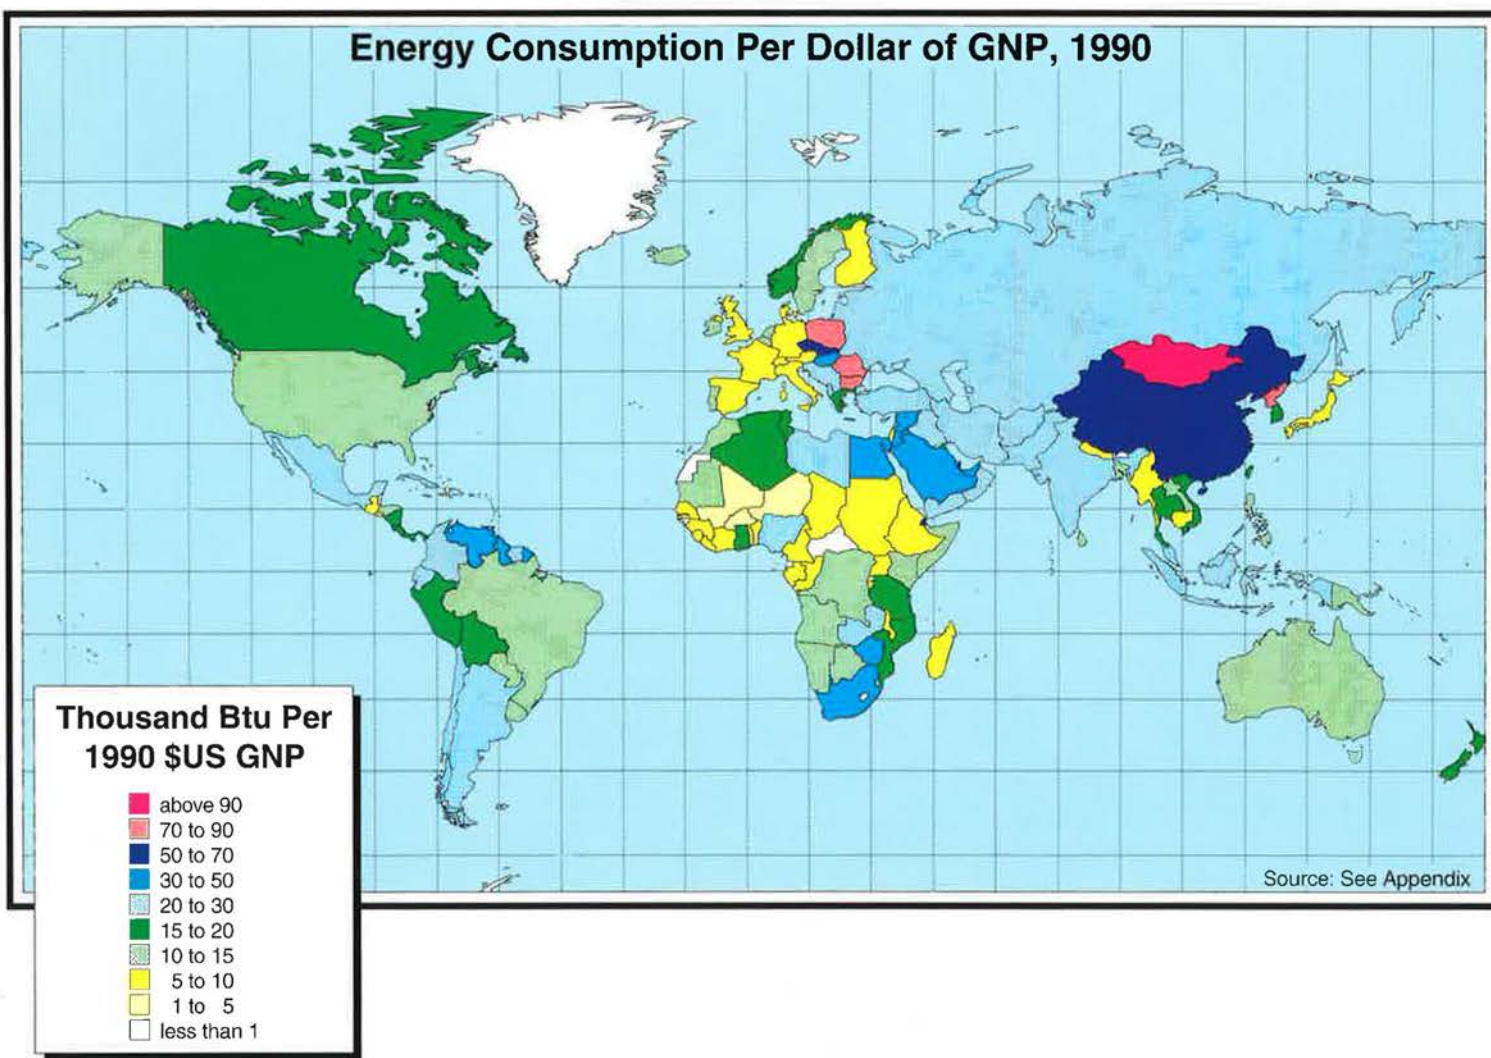 Energy Consumption Per Dollar of GNP, 1990
Thousand Btu Per
1990 $US GNP
above 90
70 to 90
50 to 70
30 to 50
20 to 30
15 to 20
10 to 15
5 to 10
1 to 5
less than 1
Source: See Appendix